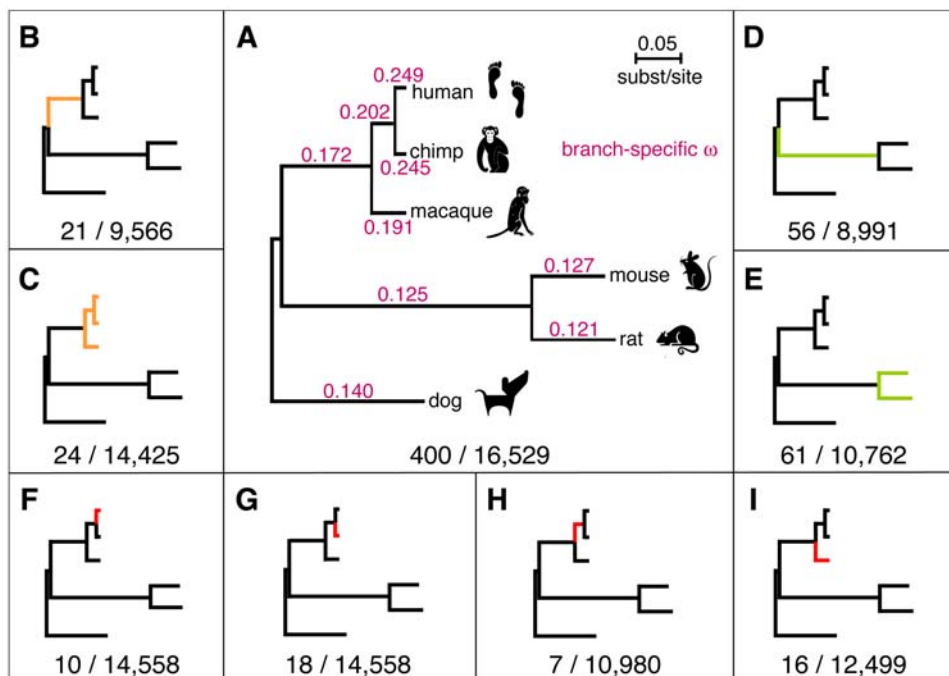 B
21 / 9,566
A
0.05
subst/site
branch-specific ω
0.249
human
0.202
chimp
0.245
0.172
macaque
0.191
0.127
mouse
0.125
0.121
rat
0.140
dog
400 / 16,529
D
56 / 8,991
C
24 / 14,425
E
61 / 10,762
F
10 / 14,558
G
18 / 14,558
H
7 / 10,980
I
16 / 12,499